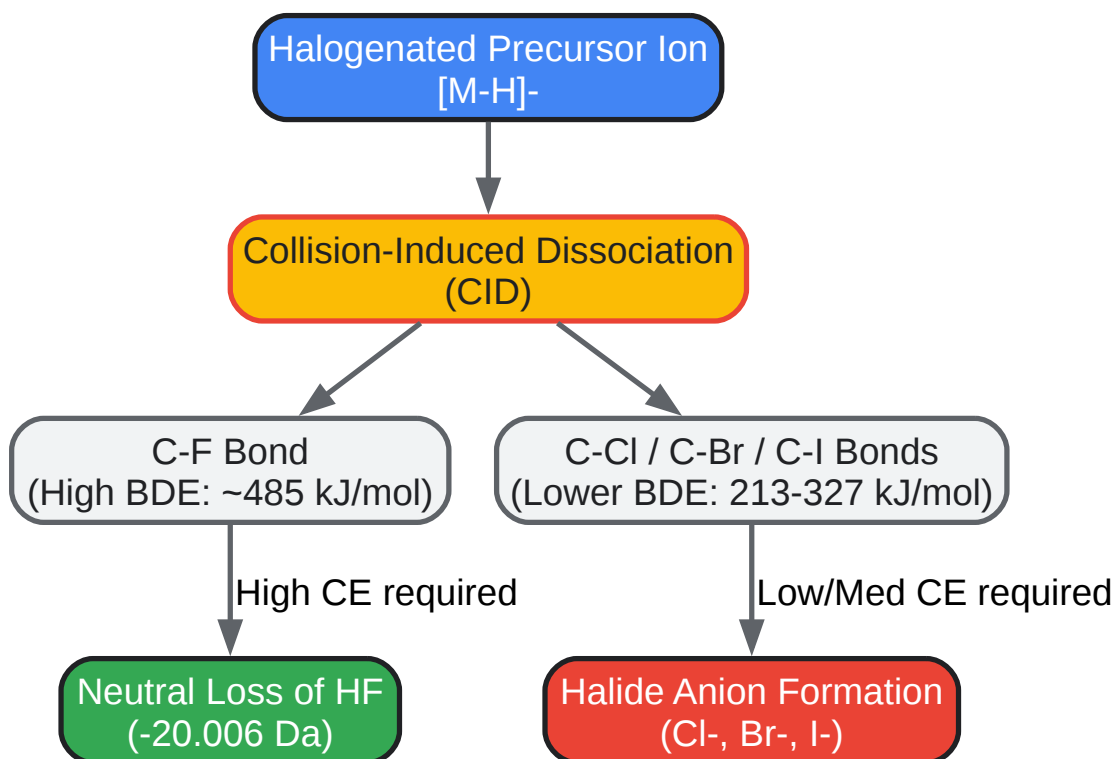 Halogenated Precursor Ion
[M-H]-
Collision-Induced Dissociation
(CID)
C-F Bond
(High BDE: ~485 kJ/mol)
C-Cl / C-Br / C-I Bonds
(Lower BDE: 213-327 kJ/mol)
High CE required
Low/Med CE required
Neutral Loss of HF
(-20.006 Da)
Halide Anion Formation
(Cl-, Br-, I-)